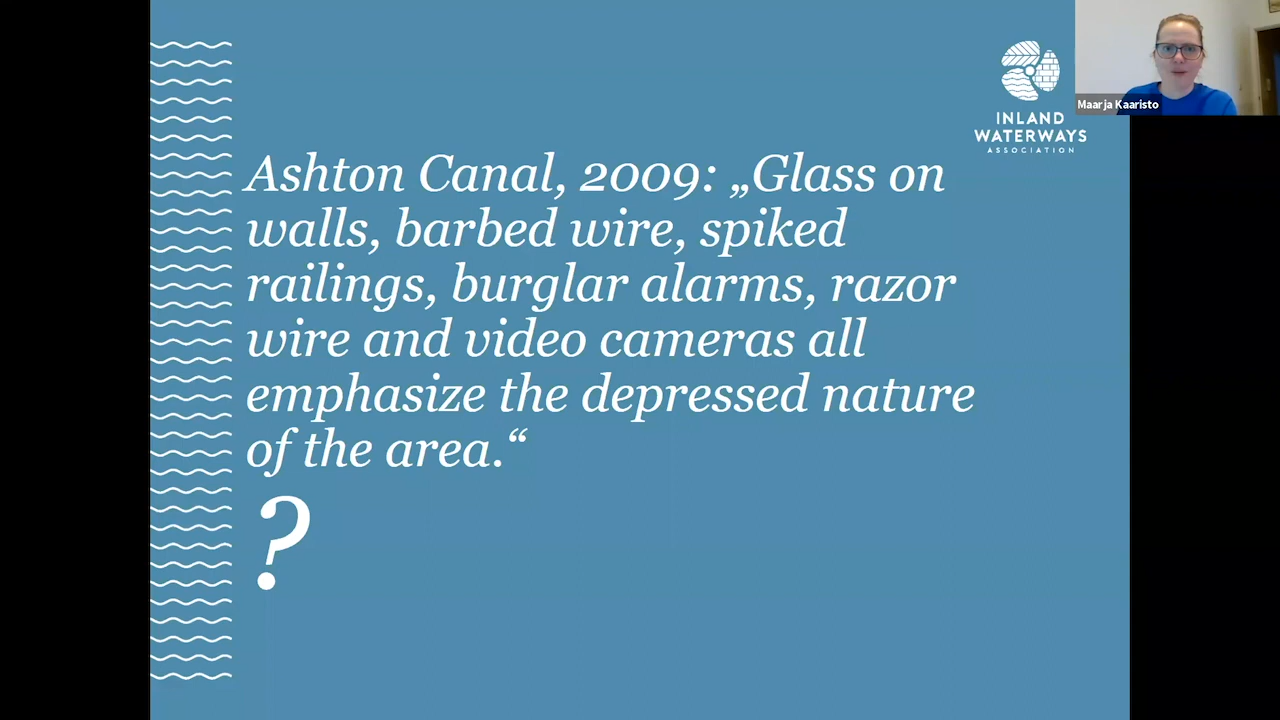 INLAND
WATERWAYS
ASSOCIATION
Maarja Kaaristo
Ashton Canal, 2009: „Glass on
walls, barbed wire, spiked
railings, burglar alarms, razor
wire and video cameras all
emphasize the depressed nature
of the area.“
?